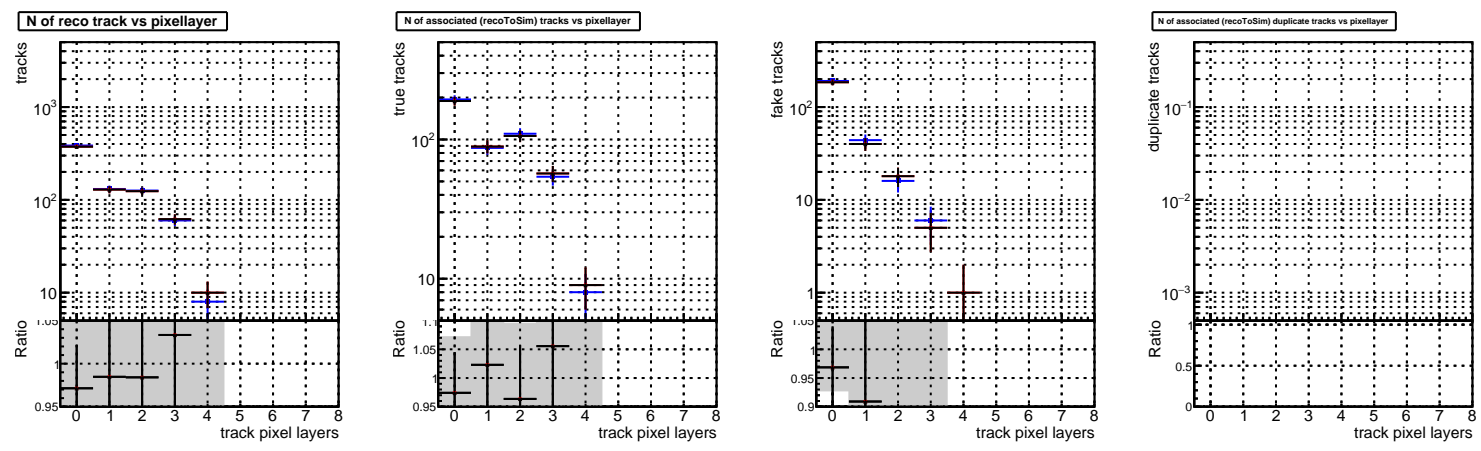 N of reco track vs pixellayer
tracks
10³
10²
10
Ratio
1.05
1
0.95
0 1 2 3 4 5 6 7 8
track pixel layers
N of associated (recoToSim) tracks vs pixellayer
true tracks
10²
10
Ratio
1.1
1.05
1
0.95
0 1 2 3 4 5 6 7 8
track pixel layers
fake tracks
10²
10
1
Ratio
1.05
1
0.95
0.9
0 1 2 3 4 5 6 7 8
track pixel layers
N of associated (recoToSim) duplicate tracks vs pixellayer
duplicate tracks
10⁻¹
10⁻²
10⁻³
Ratio
1
0.5
0
0 1 2 3 4 5 6 7 8
track pixel layers